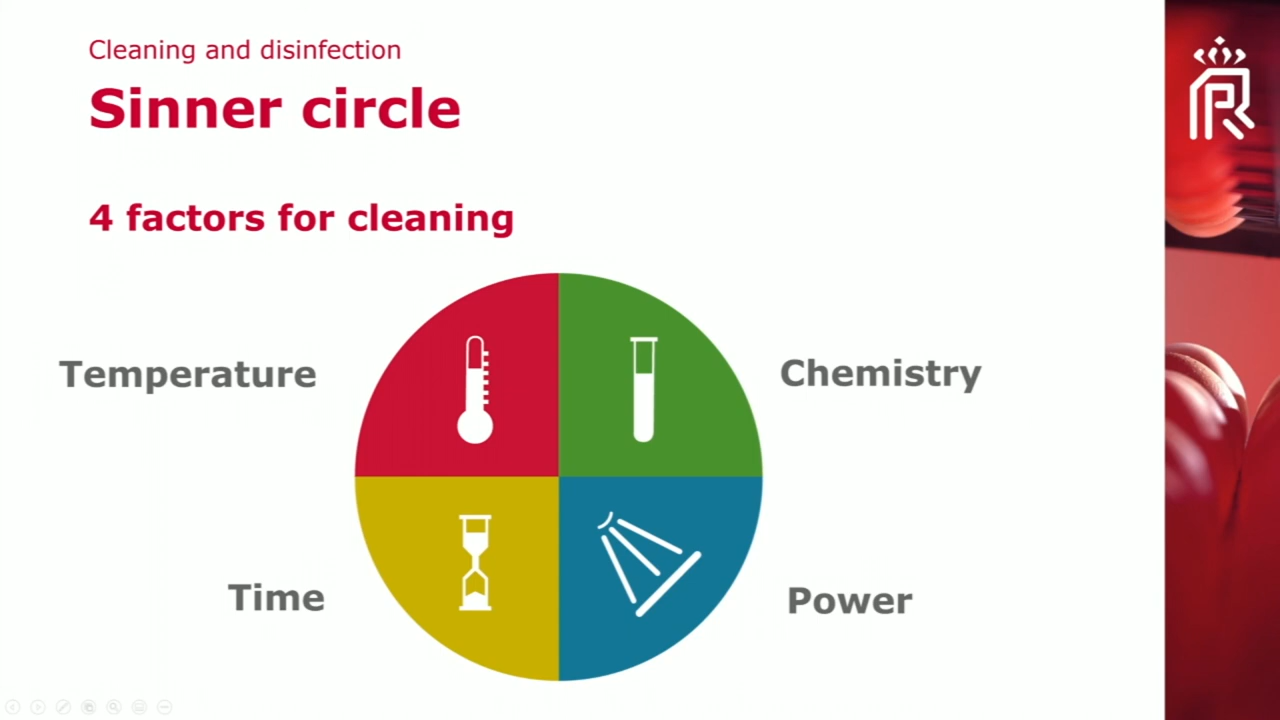 Cleaning and disinfection
Sinner circle
4 factors for cleaning
Temperature
Chemistry
Time
Power